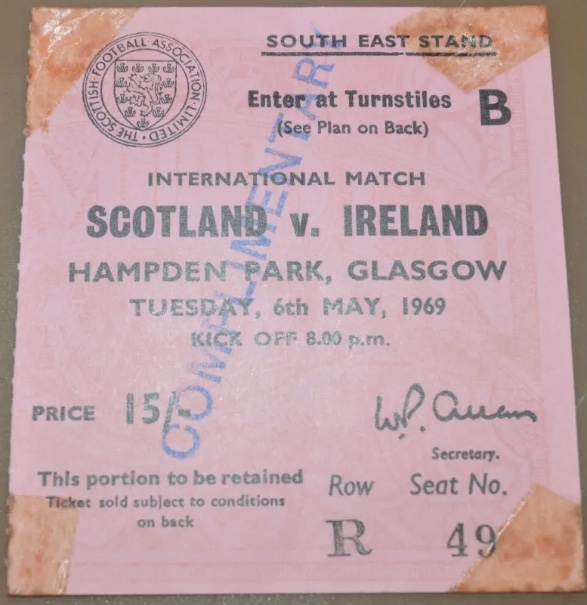 THE SCOTTISH FOOTBALL ASSOCIATION LIMITED
SOUTH EAST STAND
Enter at Turnstiles B
(See Plan on Back)
COMPLIMENTARY
INTERNATIONAL MATCH
SCOTLAND v. IRELAND
HAMPDEN PARK, GLASGOW
TUESDAY, 6th MAY, 1969
KICK OFF 8.00 p.m.
PRICE 15/-
W.P. Allan
Secretary.
This portion to be retained
Ticket sold subject to conditions
on back
Row Seat No.
R 49